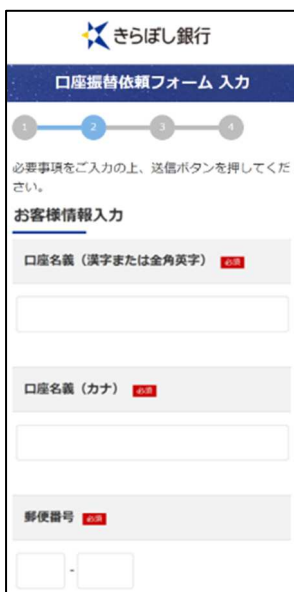 きらぼし銀行
口座振替依頼フォーム 入力
1 2 3 4
必要事項をご入力の上、送信ボタンを押してくだ
さい。
お客様情報入力
口座名義（漢字または全角英字） 必須
口座名義（カナ） 必須
郵便番号 必須
-